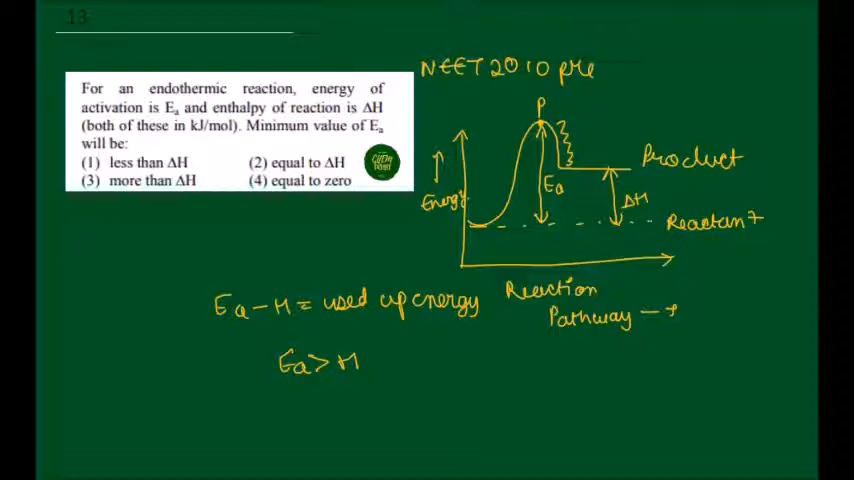 13
NEET 2010 pre
For an endothermic reaction, energy of
activation is Ea and enthalpy of reaction is ΔH
(both of these in kJ/mol). Minimum value of Ea
will be:
(1) less than ΔH (2) equal to ΔH
(3) more than ΔH (4) equal to zero
P
Product
Ea
ΔH
Energy
Reactant
Reaction
Pathway
Ea - H = used up energy
Ea > H